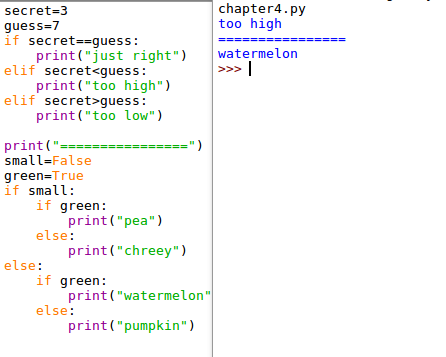 secret=3
guess=7
if secret==guess:
    print("just right")
elif secret<guess:
    print("too high")
elif secret>guess:
    print("too low")
print("================")
small=False
green=True
if small:
    if green:
        print("pea")
    else:
        print("chreey")
else:
    if green:
        print("watermelon"
    else:
        print("pumpkin")
chapter4.py
too high
================
watermelon
>>>